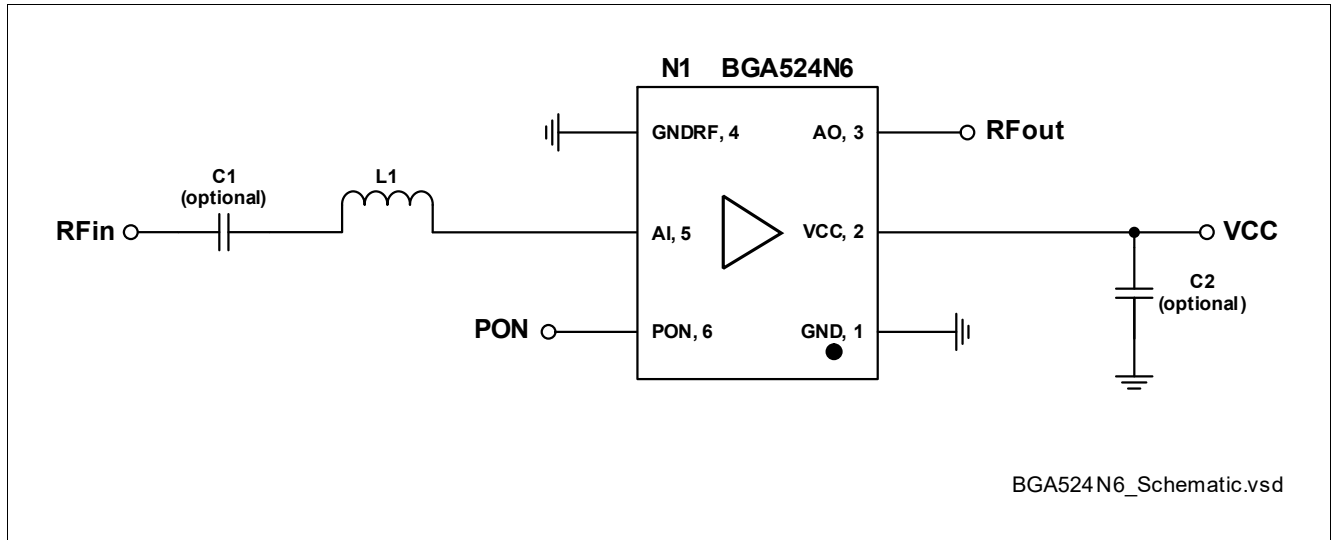 N1 BGA524N6
GNDRF, 4
AO, 3
RFout
C1
(optional)
L1
RFin
AI, 5
VCC, 2
VCC
C2
(optional)
PON
PON, 6
GND, 1
BGA524N6_Schematic.vsd